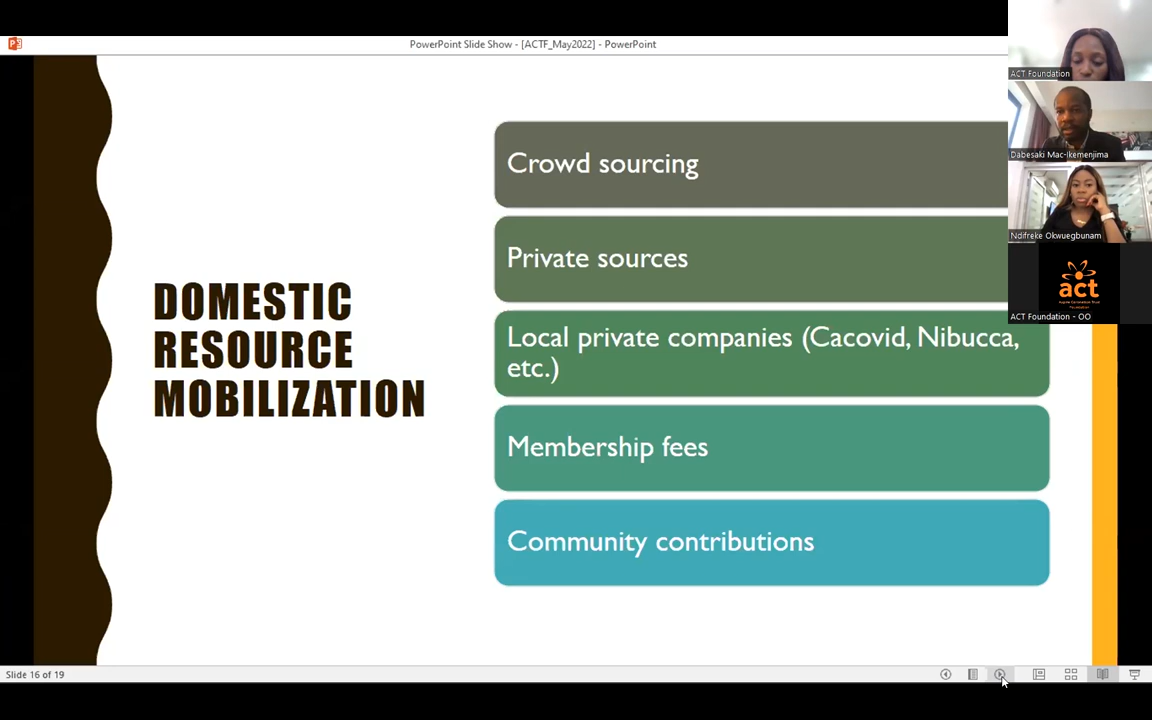 PowerPoint Slide Show - [ACTF_May2022] - PowerPoint
ACT Foundation
Dabesaki Mac-Ikemenjima
Ndifreke Okwuegbunam
act
ACT Foundation - OO
DOMESTIC
RESOURCE
MOBILIZATION
Crowd sourcing
Private sources
Local private companies (Cacovid, Nibucca,
etc.)
Membership fees
Community contributions
Slide 16 of 19